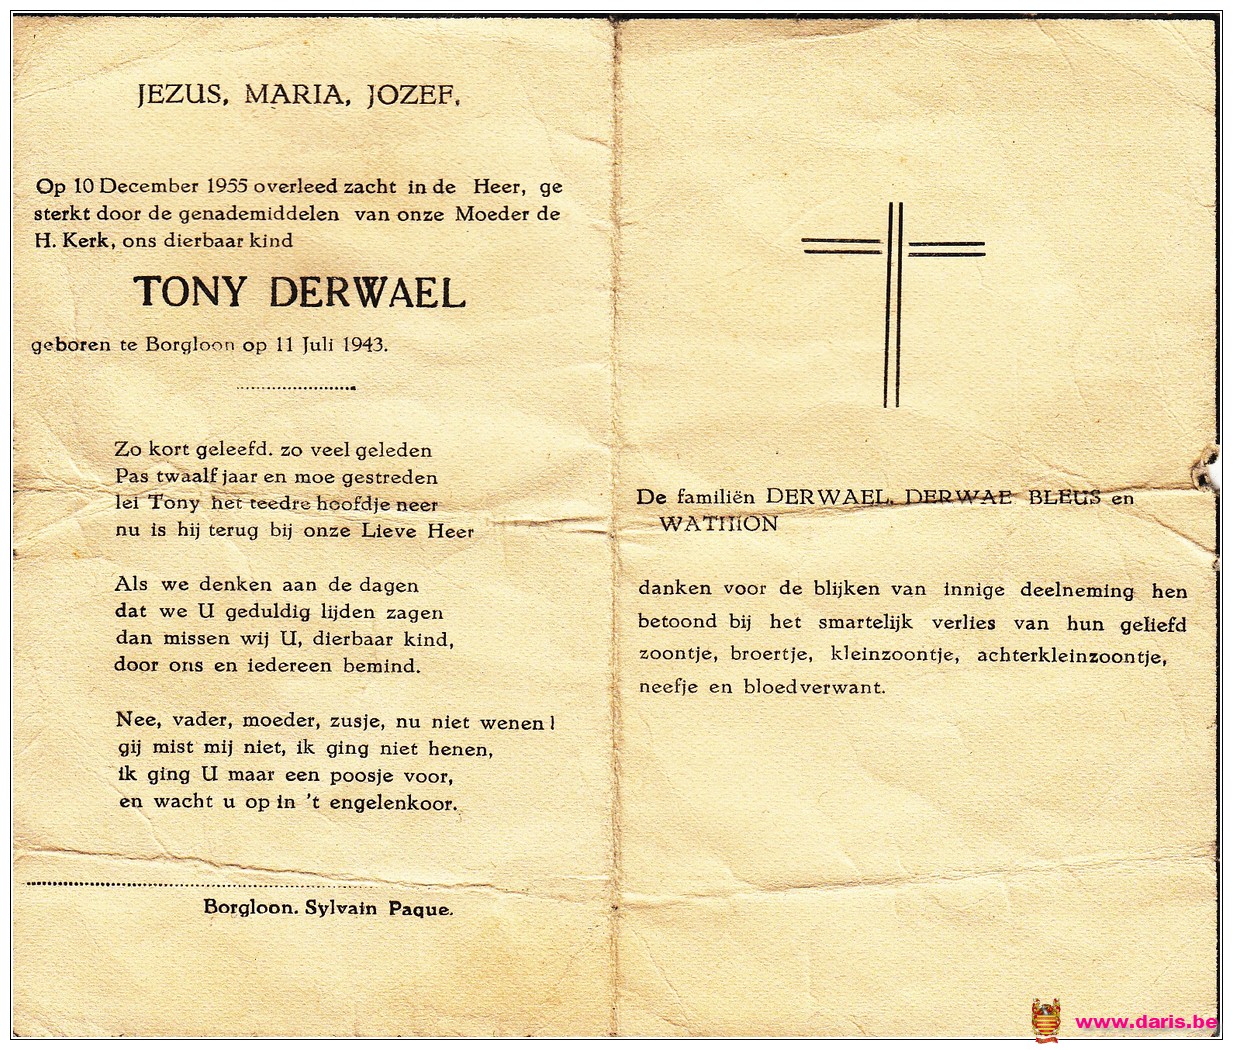 JEZUS, MARIA, JOZEF.
Op 10 December 1955 overleed zacht in de Heer, ge
sterkt door de genademiddelen van onze Moeder de
H. Kerk, ons dierbaar kind
TONY DERWAEL
geboren te Borgloon op 11 Juli 1943.
Zo kort geleefd. zo veel geleden
Pas twaalf jaar en moe gestreden
lei Tony het teedre hoofdje neer
nu is hij terug bij onze Lieve Heer
Als we denken aan de dagen
dat we U geduldig lijden zagen
dan missen wij U, dierbaar kind,
door ons en iedereen bemind.
Nee, vader, moeder, zusje, nu niet wenen!
gij mist mij niet, ik ging niet henen,
ik ging U maar een poosje voor,
en wacht u op in 't engelenkoor.
Borgloon. Sylvain Paque.
De familiën DERWAEL, DERWAE BLEUS en
WATHION
danken voor de blijken van innige deelneming hen
betoond bij het smartelijk verlies van hun geliefd
zoontje, broertje, kleinzoontje, achterkleinzoontje,
neefje en bloedverwant.
www.daris.be